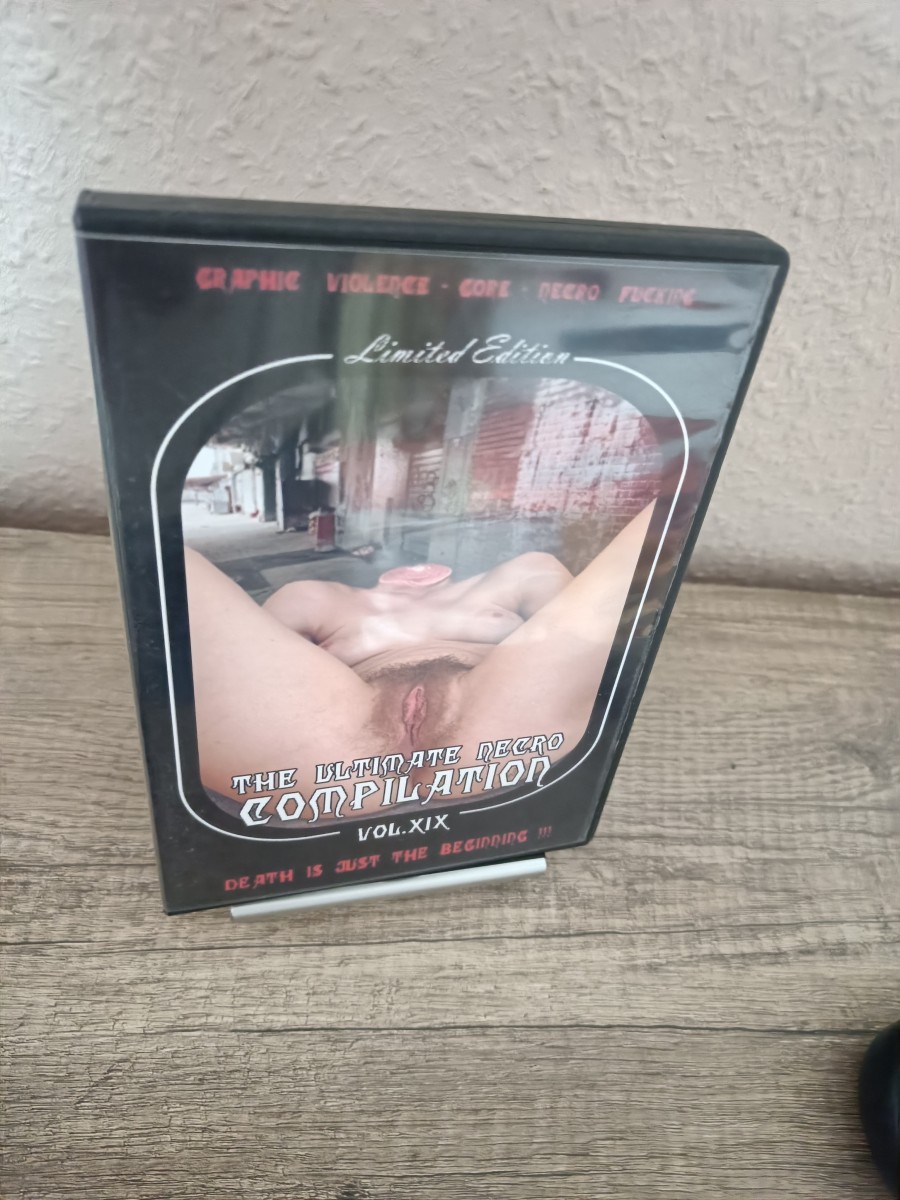 GRAPHIC VIOLENCE - GORE - NECRO FUCKING
Limited Edition
THE ULTIMATE NECRO
COMPILATION
VOL.XIX
DEATH IS JUST THE BEGINNING !!!